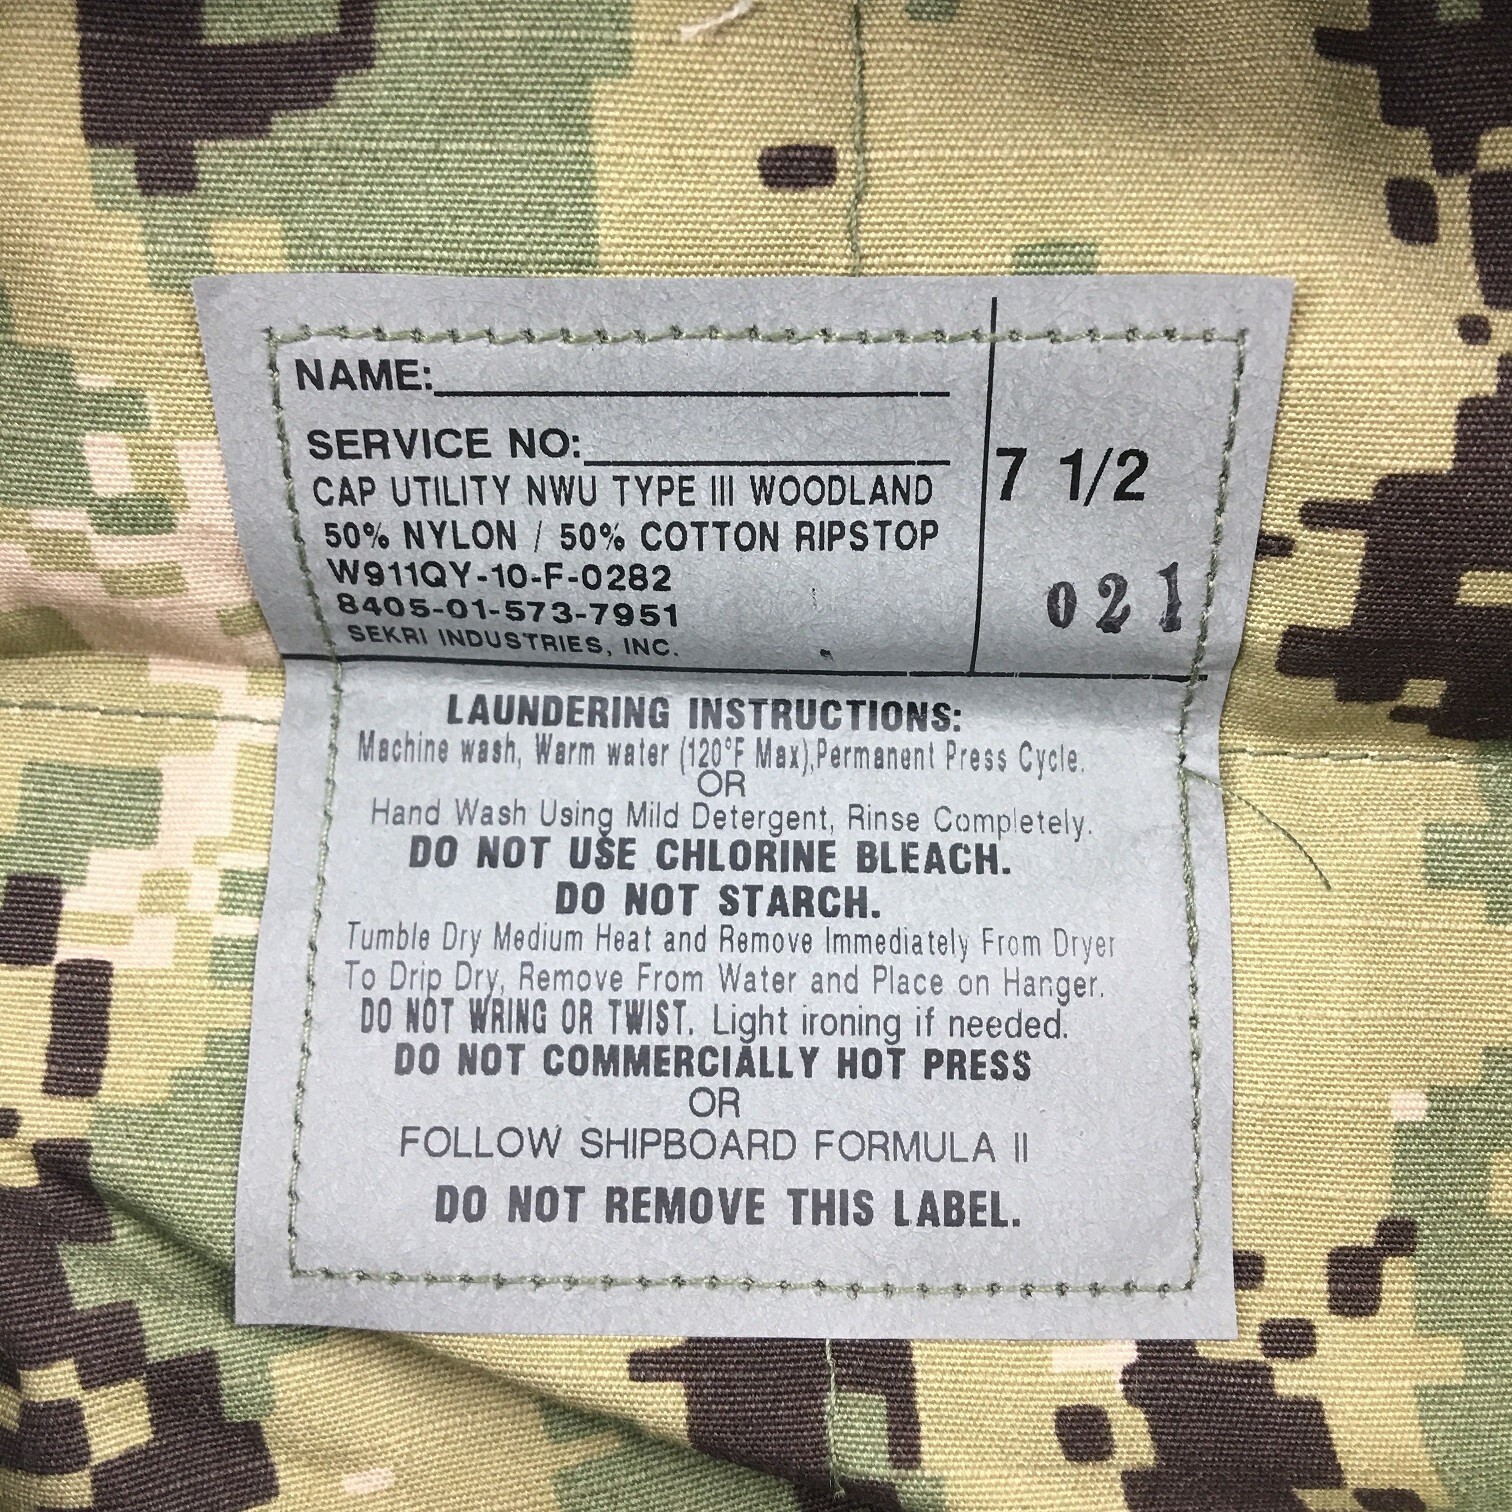 NAME:
SERVICE NO:
7 1/2
CAP UTILITY NWU TYPE III WOODLAND
50% NYLON / 50% COTTON RIPSTOP
W911QY-10-F-0282
8405-01-573-7951
021
SEKRI INDUSTRIES, INC.
LAUNDERING INSTRUCTIONS:
Machine wash, Warm water (120°F Max),Permanent Press Cycle.
OR
Hand Wash Using Mild Detergent, Rinse Completely.
DO NOT USE CHLORINE BLEACH.
DO NOT STARCH.
Tumble Dry Medium Heat and Remove Immediately From Dryer
To Drip Dry, Remove From Water and Place on Hanger.
DO NOT WRING OR TWIST. Light ironing if needed.
DO NOT COMMERCIALLY HOT PRESS
OR
FOLLOW SHIPBOARD FORMULA II
DO NOT REMOVE THIS LABEL.